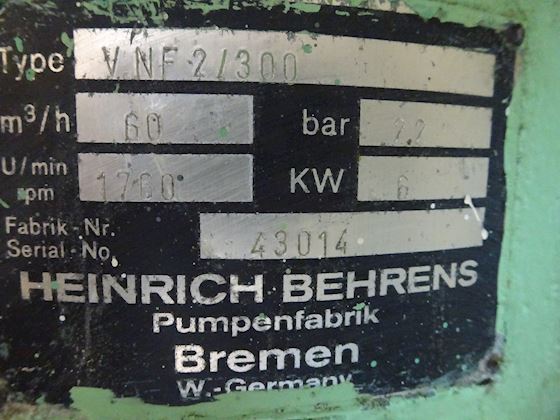 Type VNF 2/300
m³/h 60 bar 2,2
U/min rpm 1760 KW 6
Fabrik-Nr.
Serial-No. 43014
HEINRICH BEHRENS
Pumpenfabrik
Bremen
W.-Germany